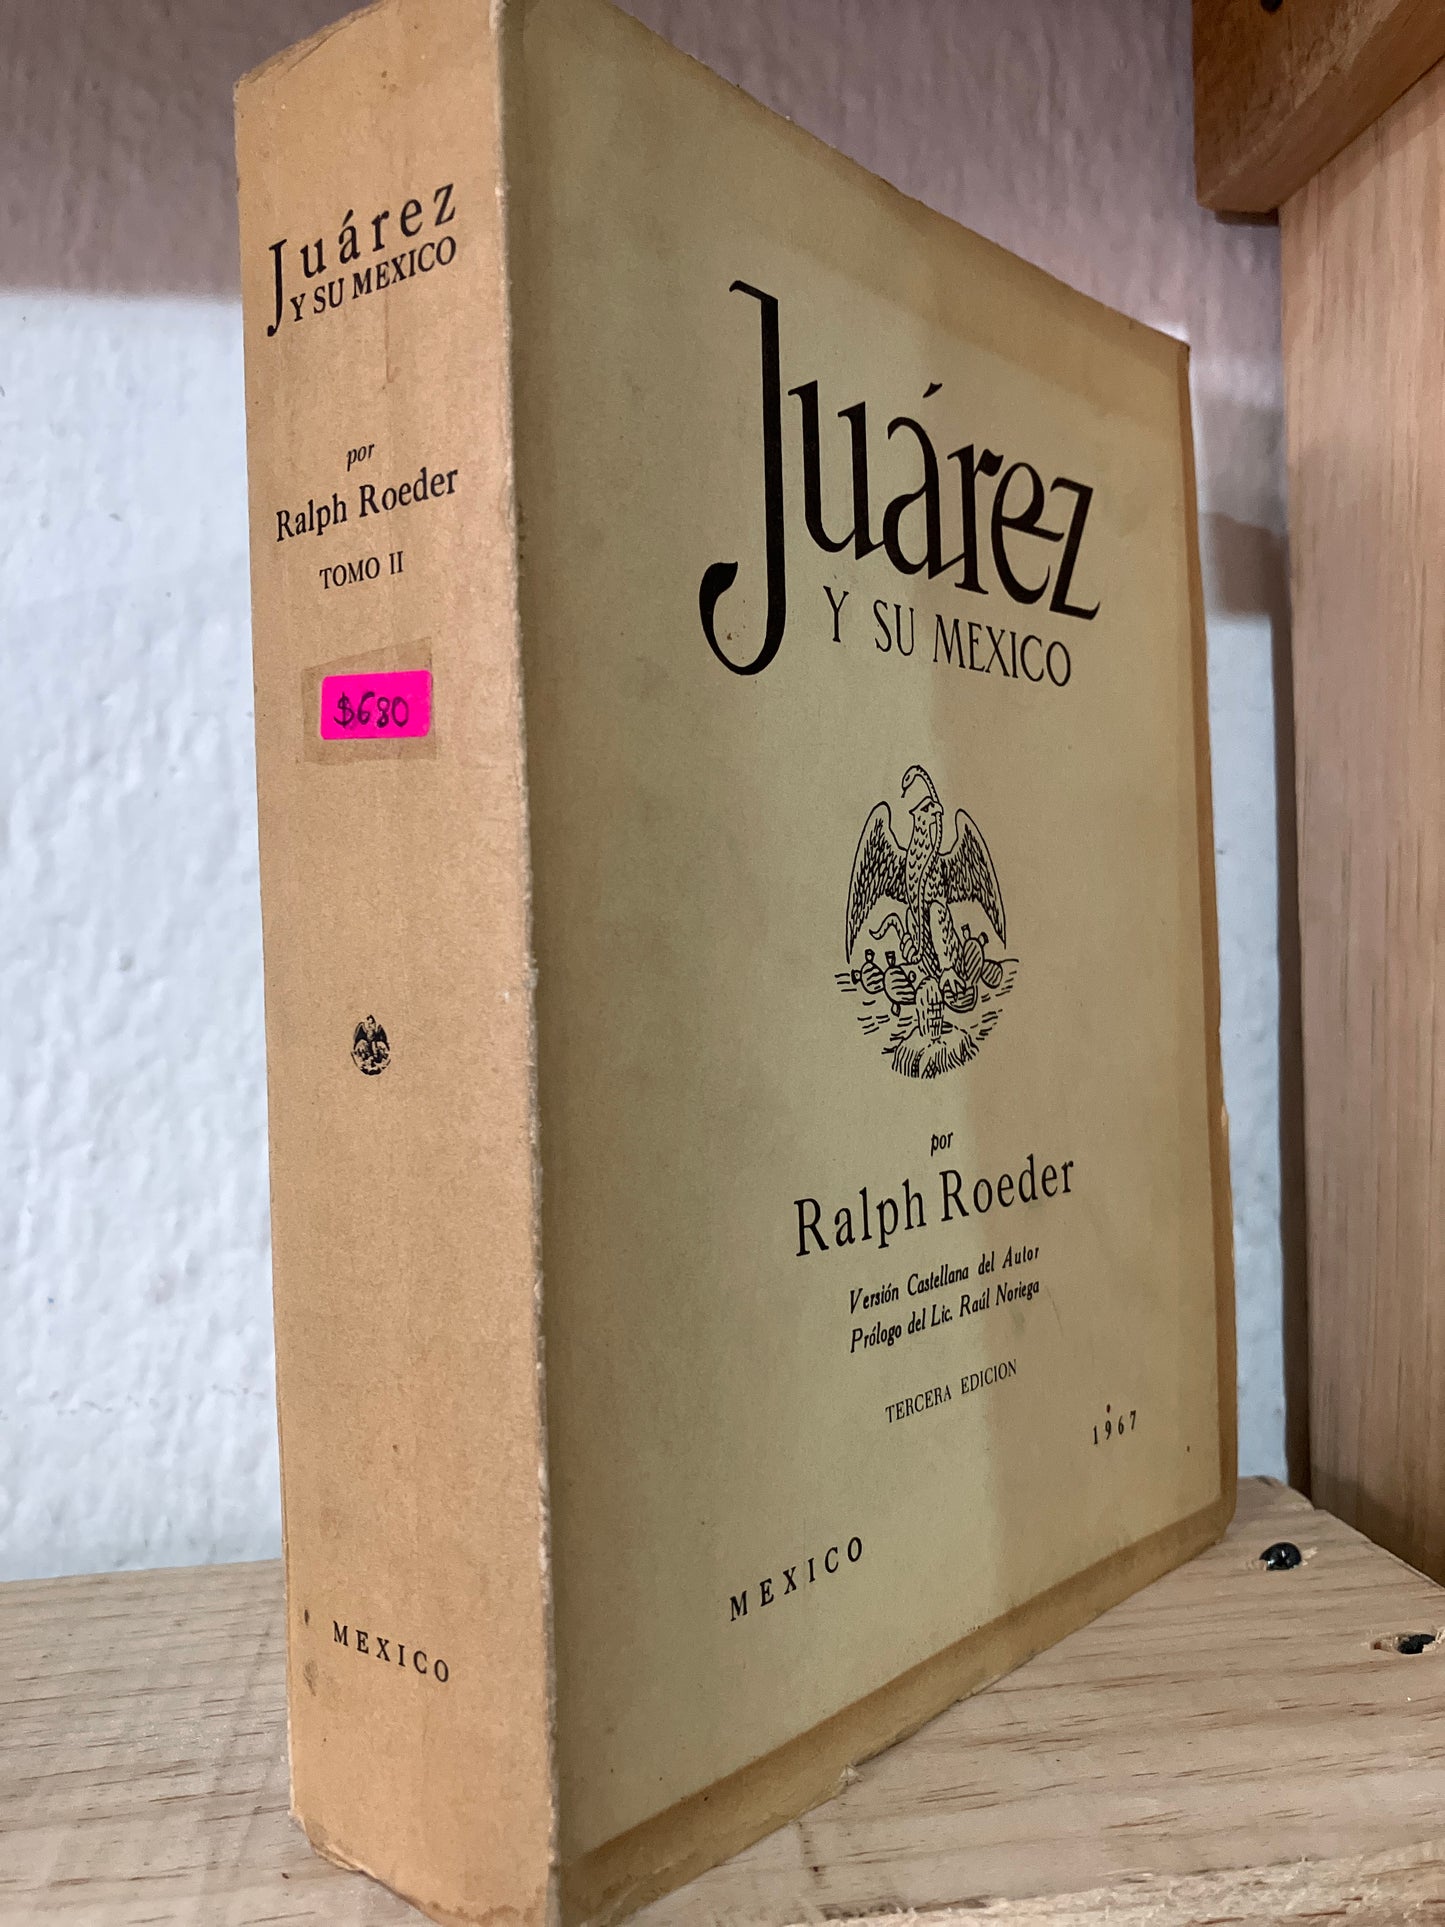 Juárez
Y SU MEXICO
por
Ralph Roeder
TOMO II
$680
MEXICO
Juárez
Y SU MEXICO
por
Ralph Roeder
Versión Castellana del Autor
Prólogo del Lic. Raúl Noriega
TERCERA EDICION
1967
MEXICO